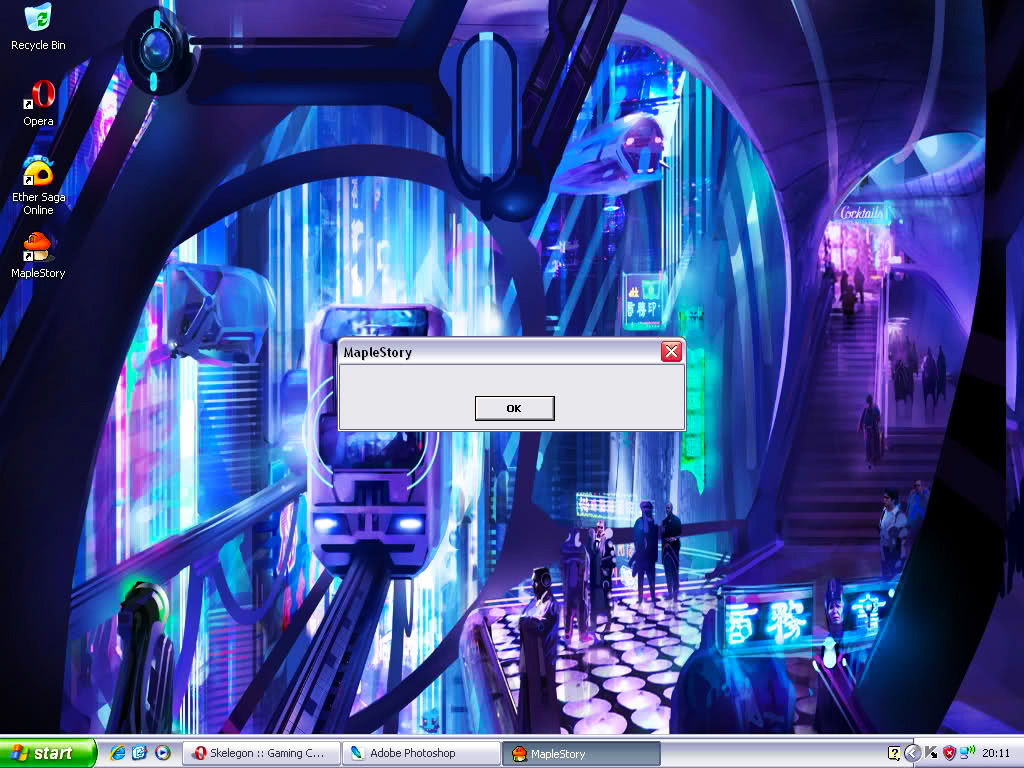 Recycle Bin
Opera
Ether Saga
Online
MapleStory
Cocktails
MapleStory
OK
start
Skelegon :: Gaming C...
Adobe Photoshop
MapleStory
20:11